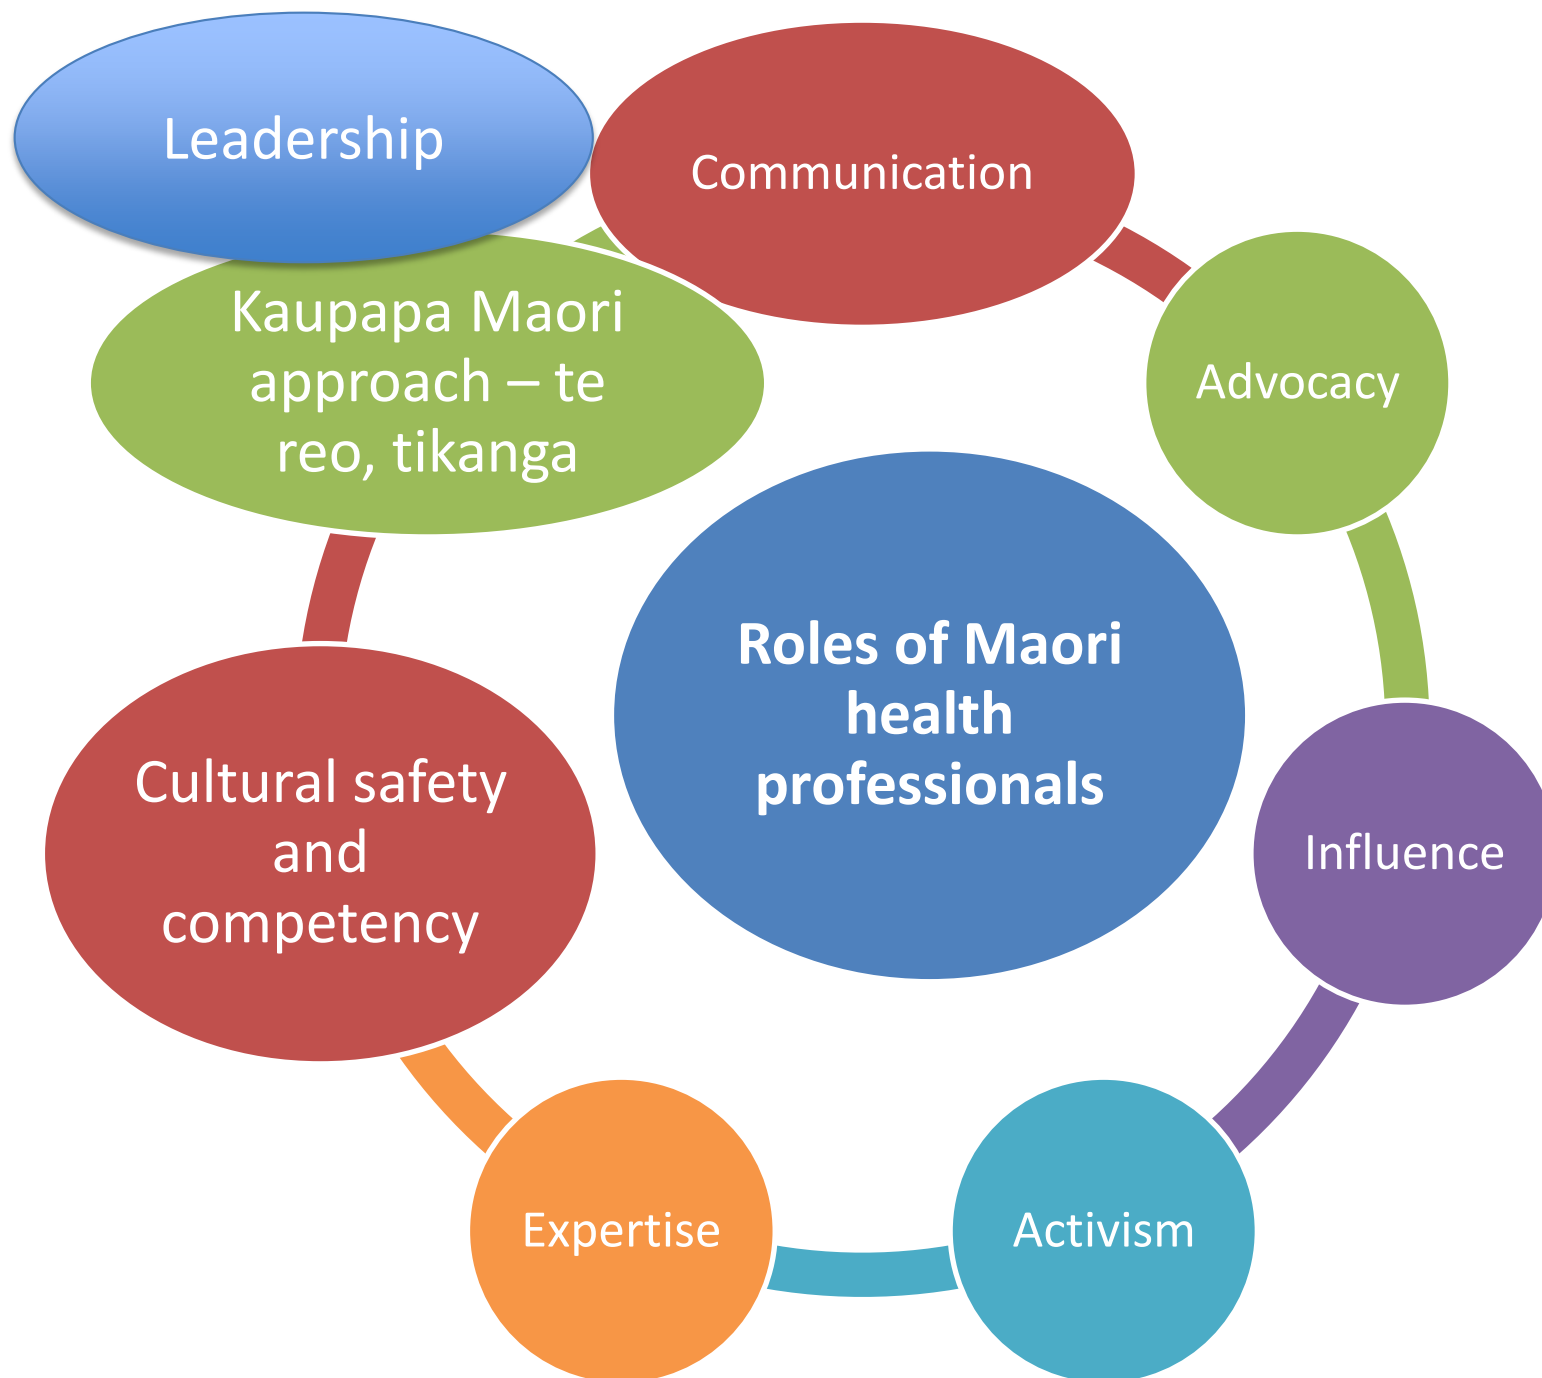 Leadership
Communication
Kaupapa Maori
approach – te
reo, tikanga
Advocacy
Roles of Maori
health
professionals
Cultural safety
and
competency
Influence
Expertise
Activism